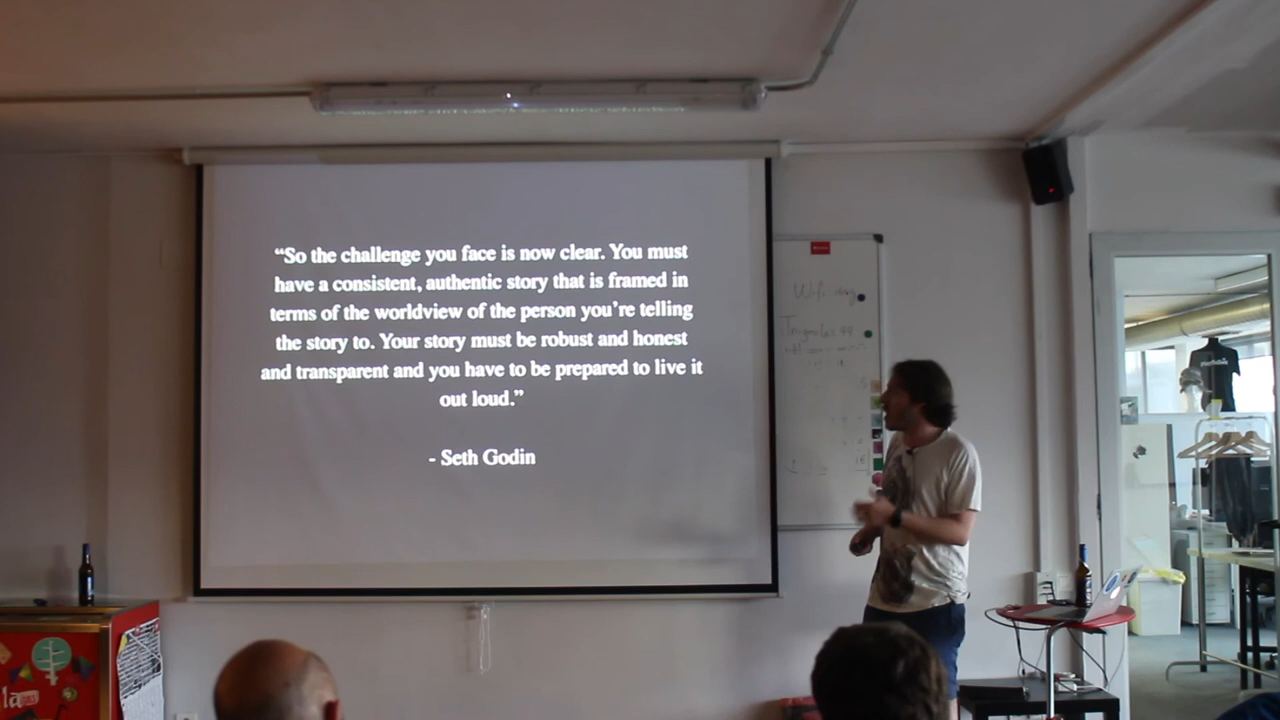 “So the challenge you face is now clear. You must
have a consistent, authentic story that is framed in
terms of the worldview of the person you’re telling
the story to. Your story must be robust and honest
and transparent and you have to be prepared to live it
out loud.”
- Seth Godin